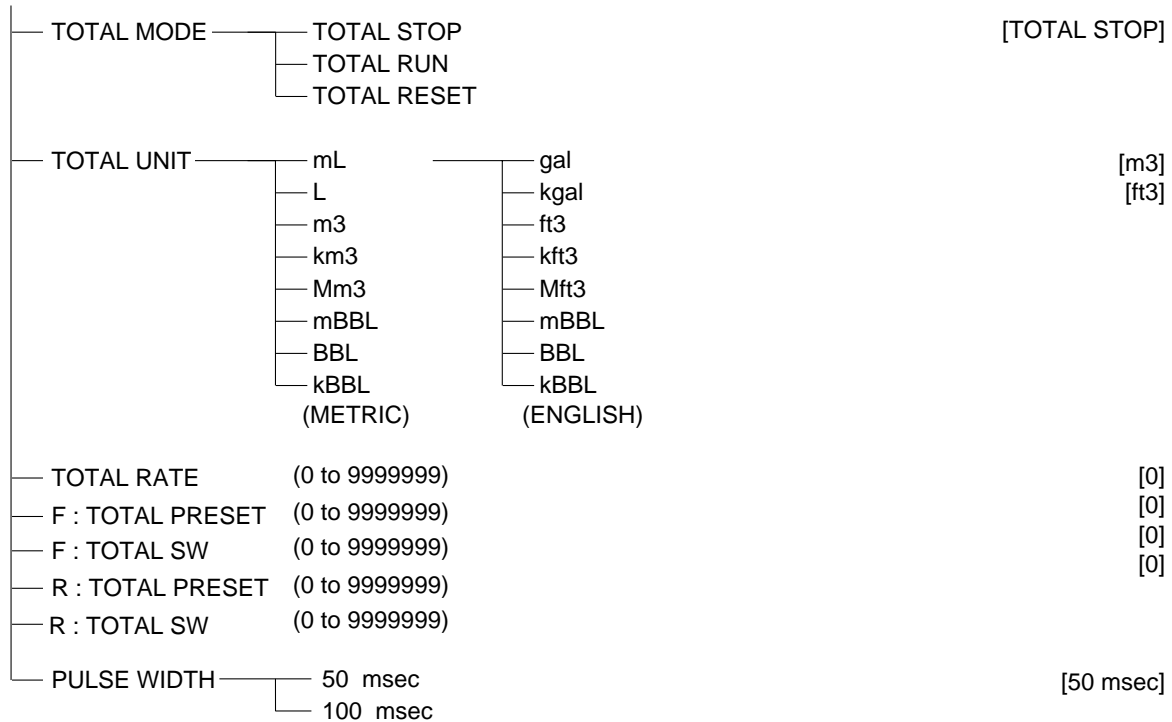 TOTAL MODE TOTAL STOP [TOTAL STOP]
TOTAL RUN
TOTAL RESET
TOTAL UNIT mL gal [m3]
L kgal [ft3]
m3 ft3
km3 kft3
Mm3 Mft3
mBBL mBBL
BBL BBL
kBBL kBBL
(METRIC) (ENGLISH)
TOTAL RATE (0 to 9999999) [0]
F : TOTAL PRESET (0 to 9999999) [0]
F : TOTAL SW (0 to 9999999) [0]
R : TOTAL PRESET (0 to 9999999) [0]
R : TOTAL SW (0 to 9999999)
PULSE WIDTH 50 msec [50 msec]
100 msec